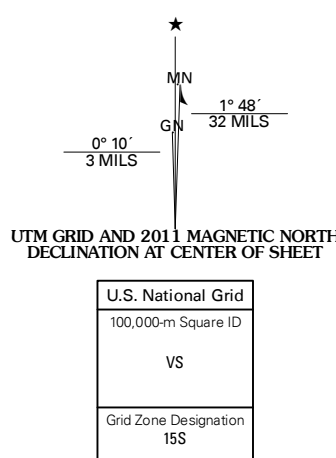 ★
MN
1° 48´
32 MILS
GN
0° 10´
3 MILS
UTM GRID AND 2011 MAGNETIC NORTH
DECLINATION AT CENTER OF SHEET
U.S. National Grid
100,000-m Square ID
VS
Grid Zone Designation
15S